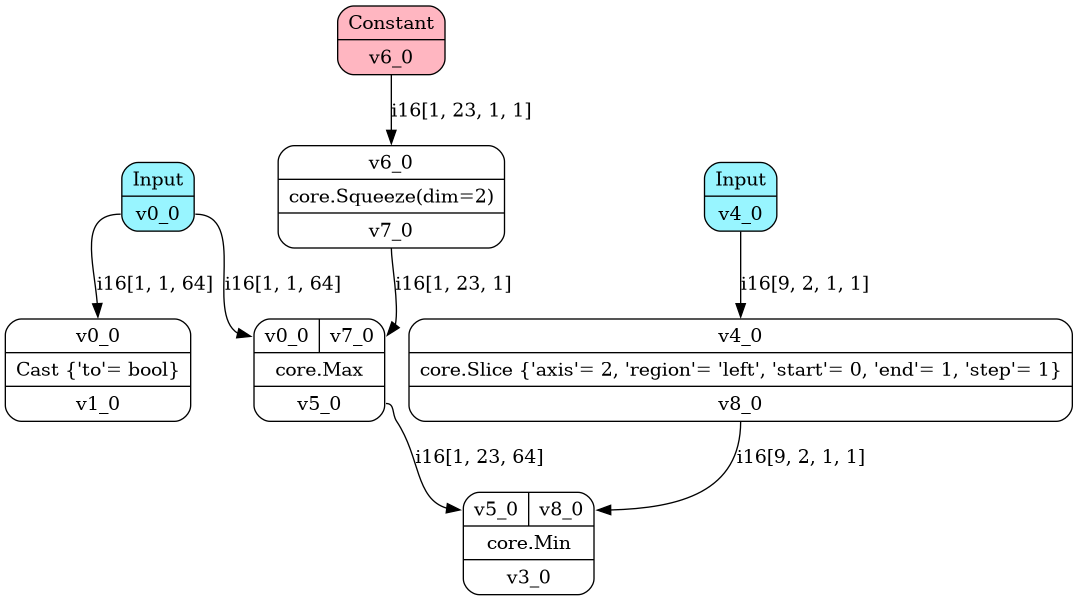 Constant
v6_0
i16[1, 23, 1, 1]
Input
v0_0
v6_0
core.Squeeze(dim=2)
v7_0
Input
v4_0
i16[1, 1, 64]
i16[1, 1, 64]
i16[1, 23, 1]
i16[9, 2, 1, 1]
v0_0
Cast {'to'= bool}
v1_0
v0_0 v7_0
core.Max
v5_0
v4_0
core.Slice {'axis'= 2, 'region'= 'left', 'start'= 0, 'end'= 1, 'step'= 1}
v8_0
i16[1, 23, 64]
i16[9, 2, 1, 1]
v5_0 v8_0
core.Min
v3_0